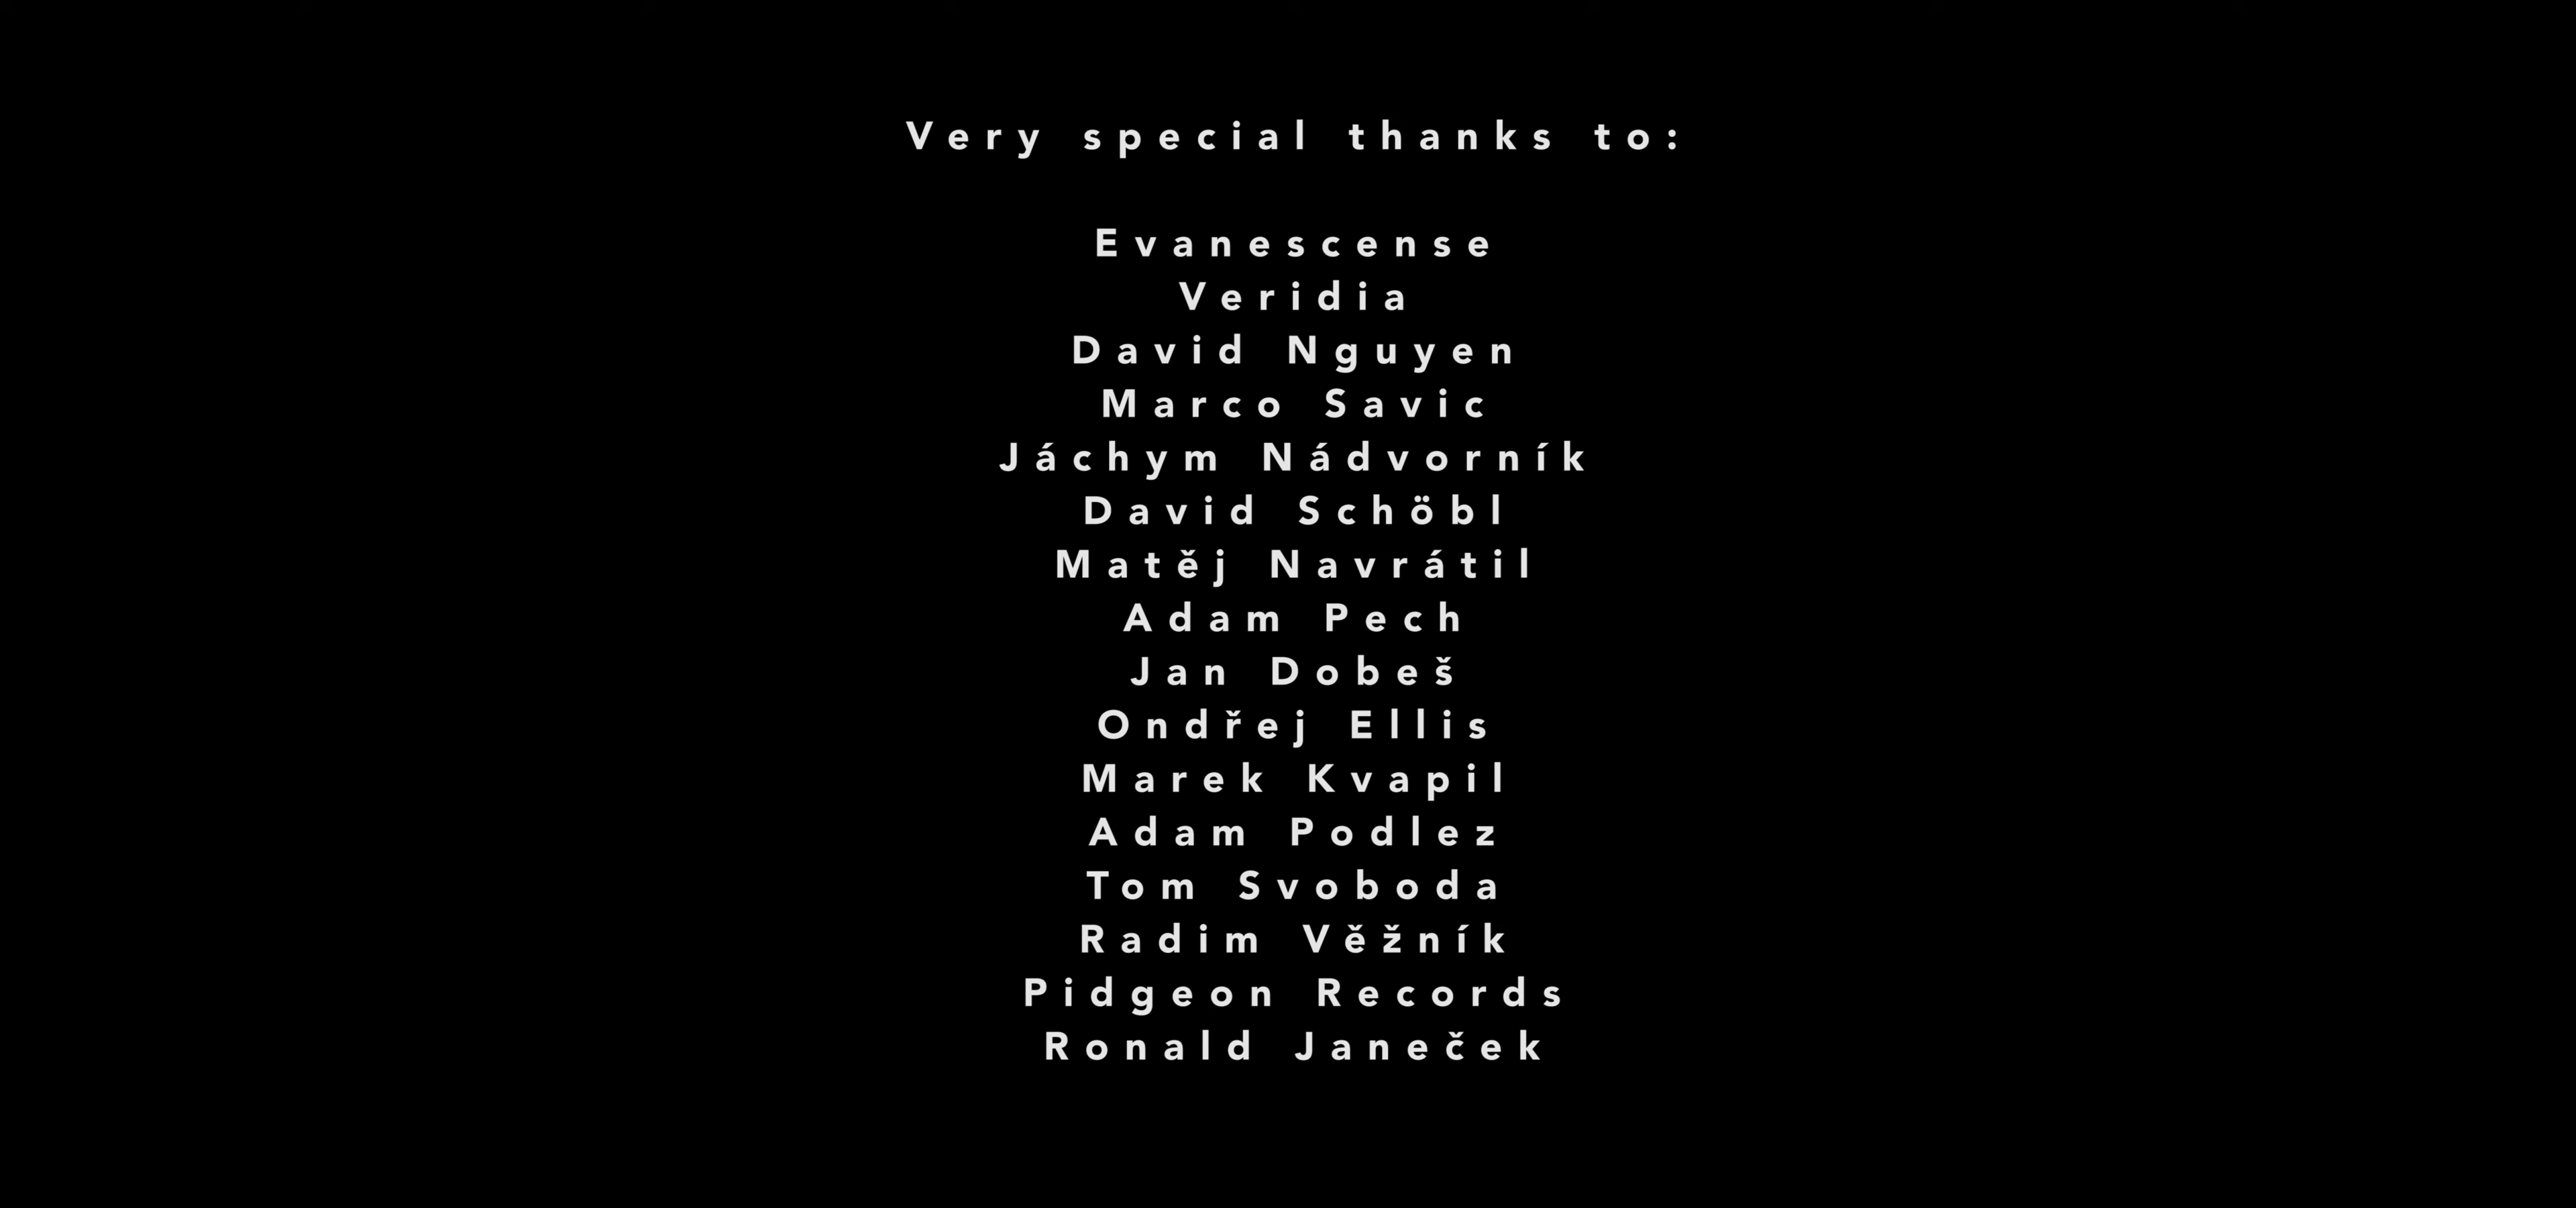 Very special thanks to:
Evanescense
Veridia
David Nguyen
Marco Savic
Jáchym Nádvorník
David Schöbl
Matěj Navrátil
Adam Pech
Jan Dobeš
Ondřej Ellis
Marek Kvapil
Adam Podlez
Tom Svoboda
Radim Věžník
Pidgeon Records
Ronald Janeček